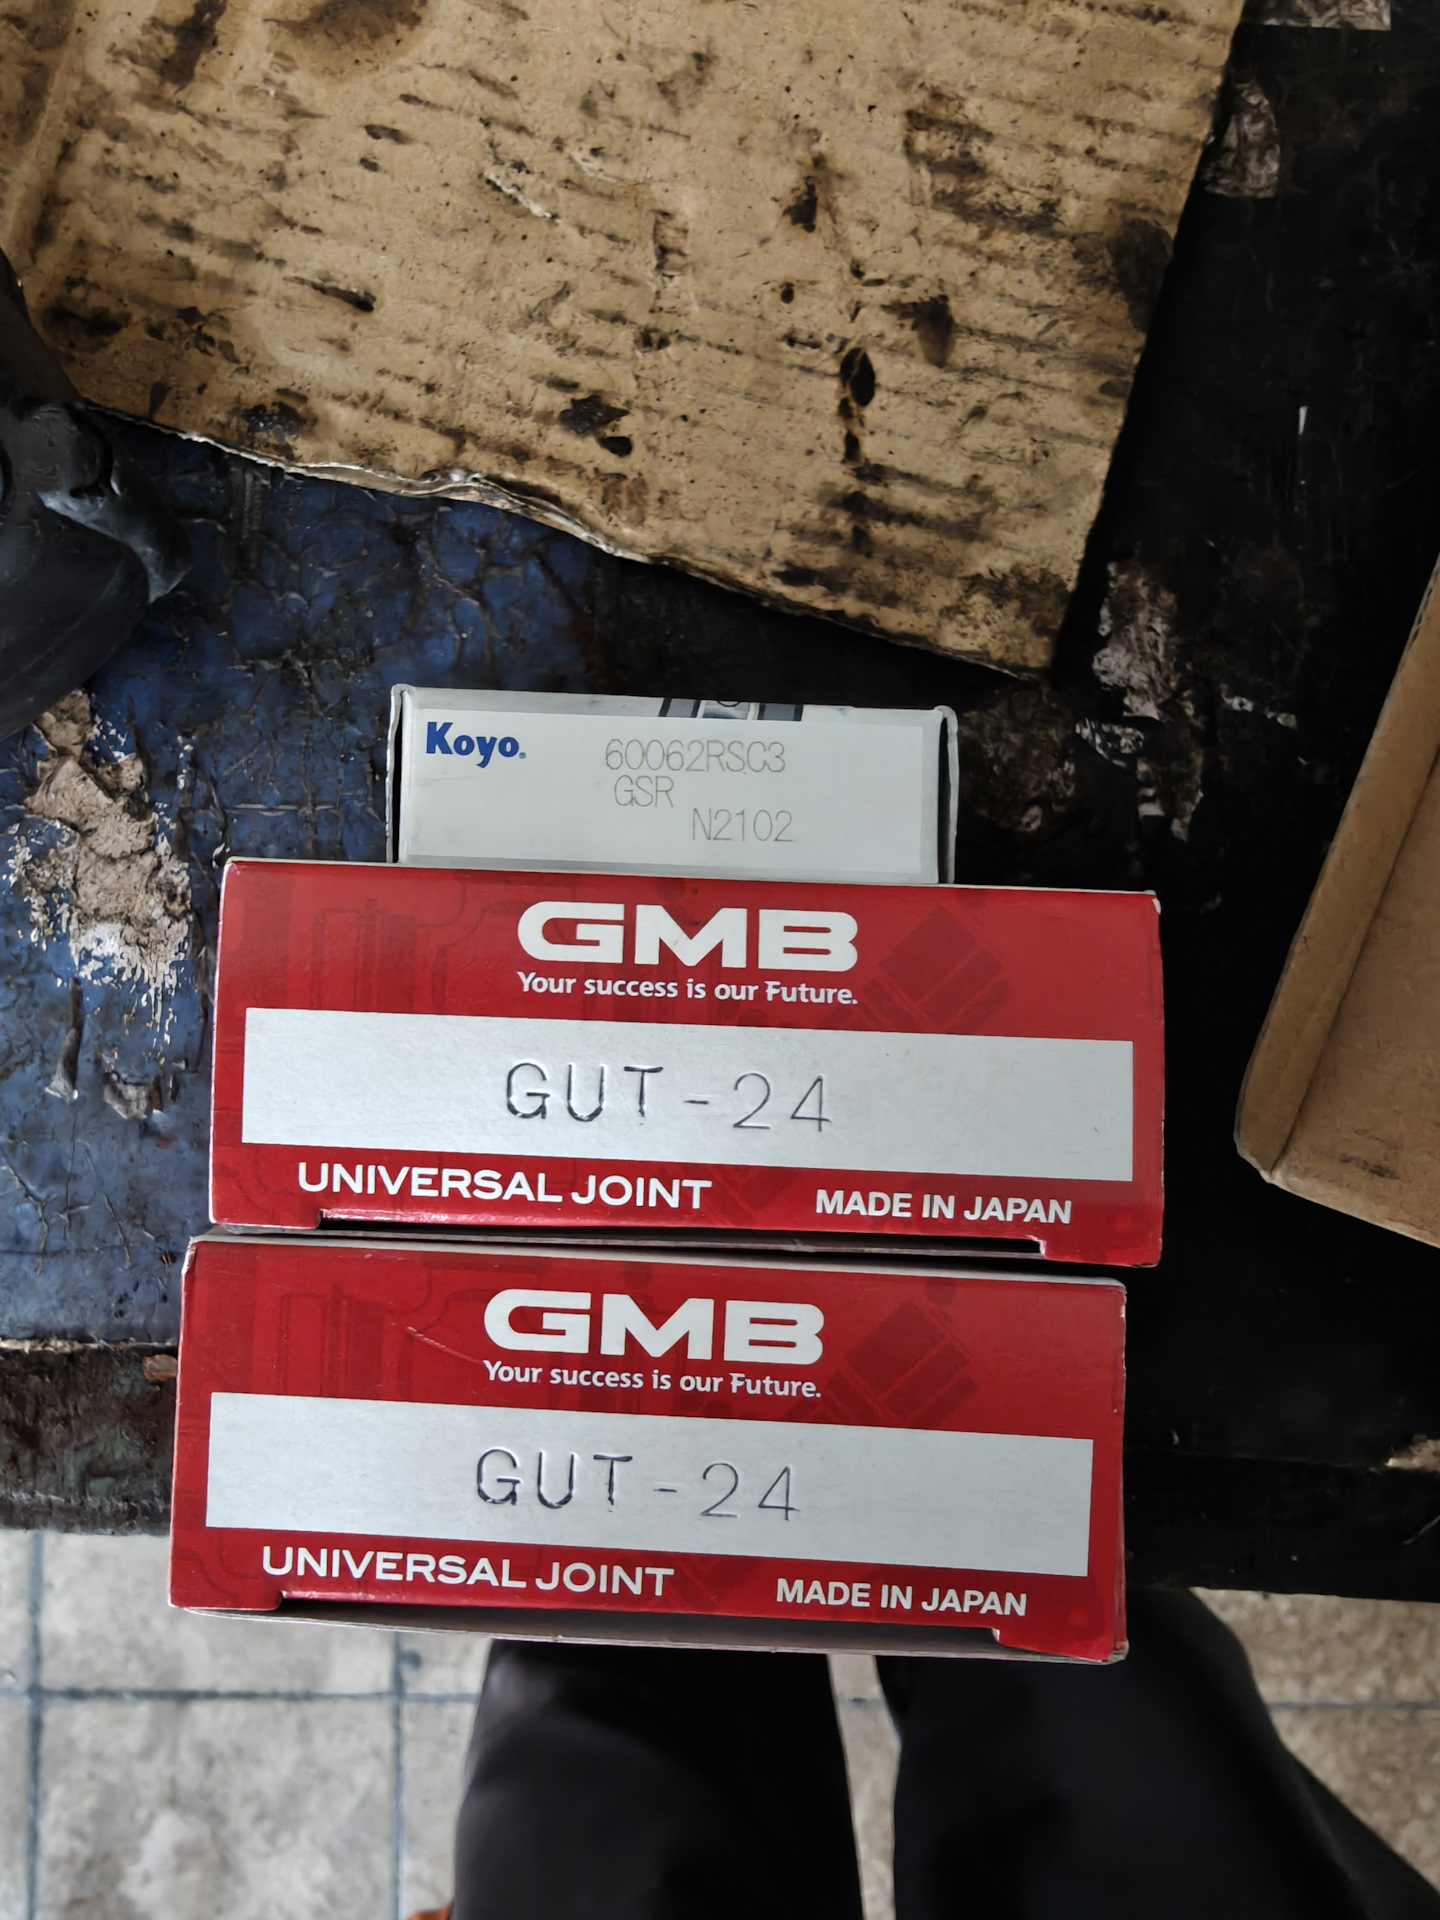 Koyo
60062RSC3
GSR
N2102
GMB
Your success is our Future.
GUT-24
UNIVERSAL JOINT MADE IN JAPAN
GMB
Your success is our Future.
GUT-24
UNIVERSAL JOINT MADE IN JAPAN